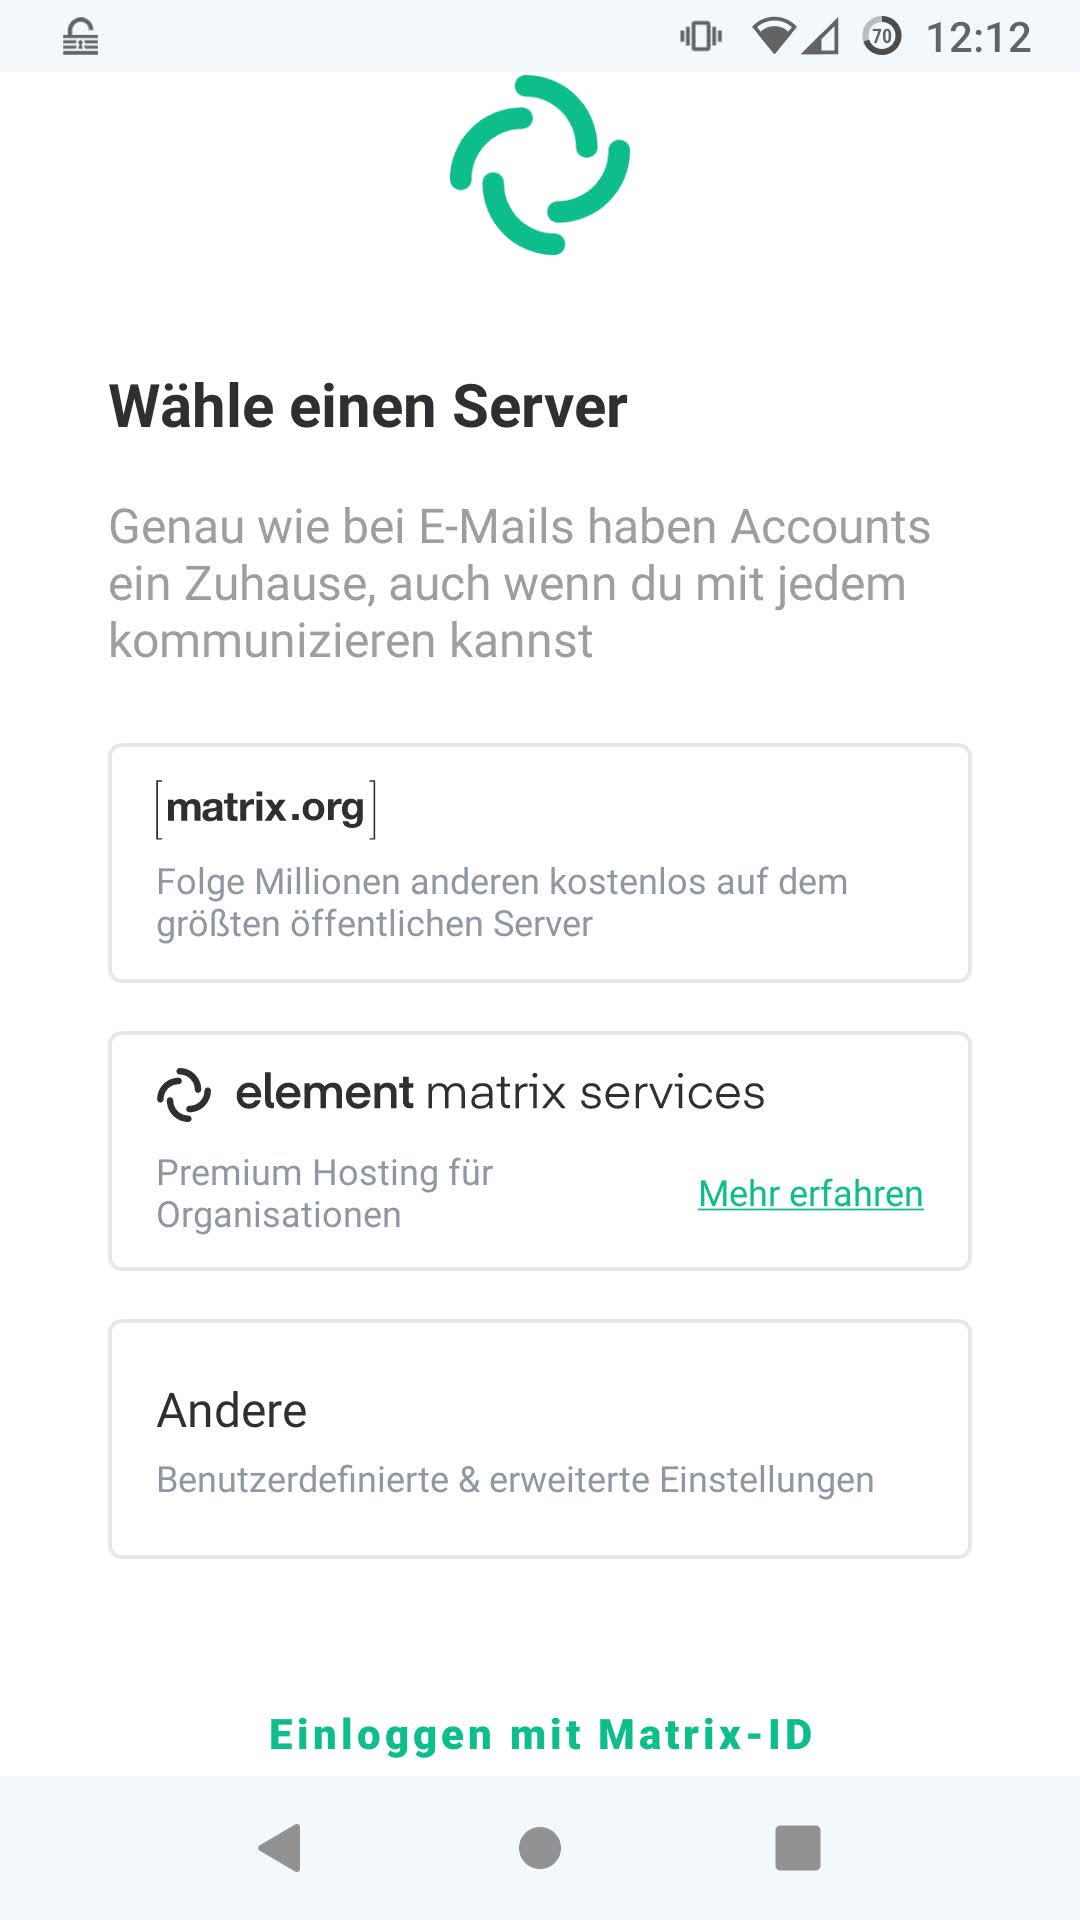 70 12:12
Wähle einen Server
Genau wie bei E-Mails haben Accounts
ein Zuhause, auch wenn du mit jedem
kommunizieren kannst
[matrix.org]
Folge Millionen anderen kostenlos auf dem
größten öffentlichen Server
element matrix services
Premium Hosting für
Organisationen
Mehr erfahren
Andere
Benutzerdefinierte & erweiterte Einstellungen
Einloggen mit Matrix-ID